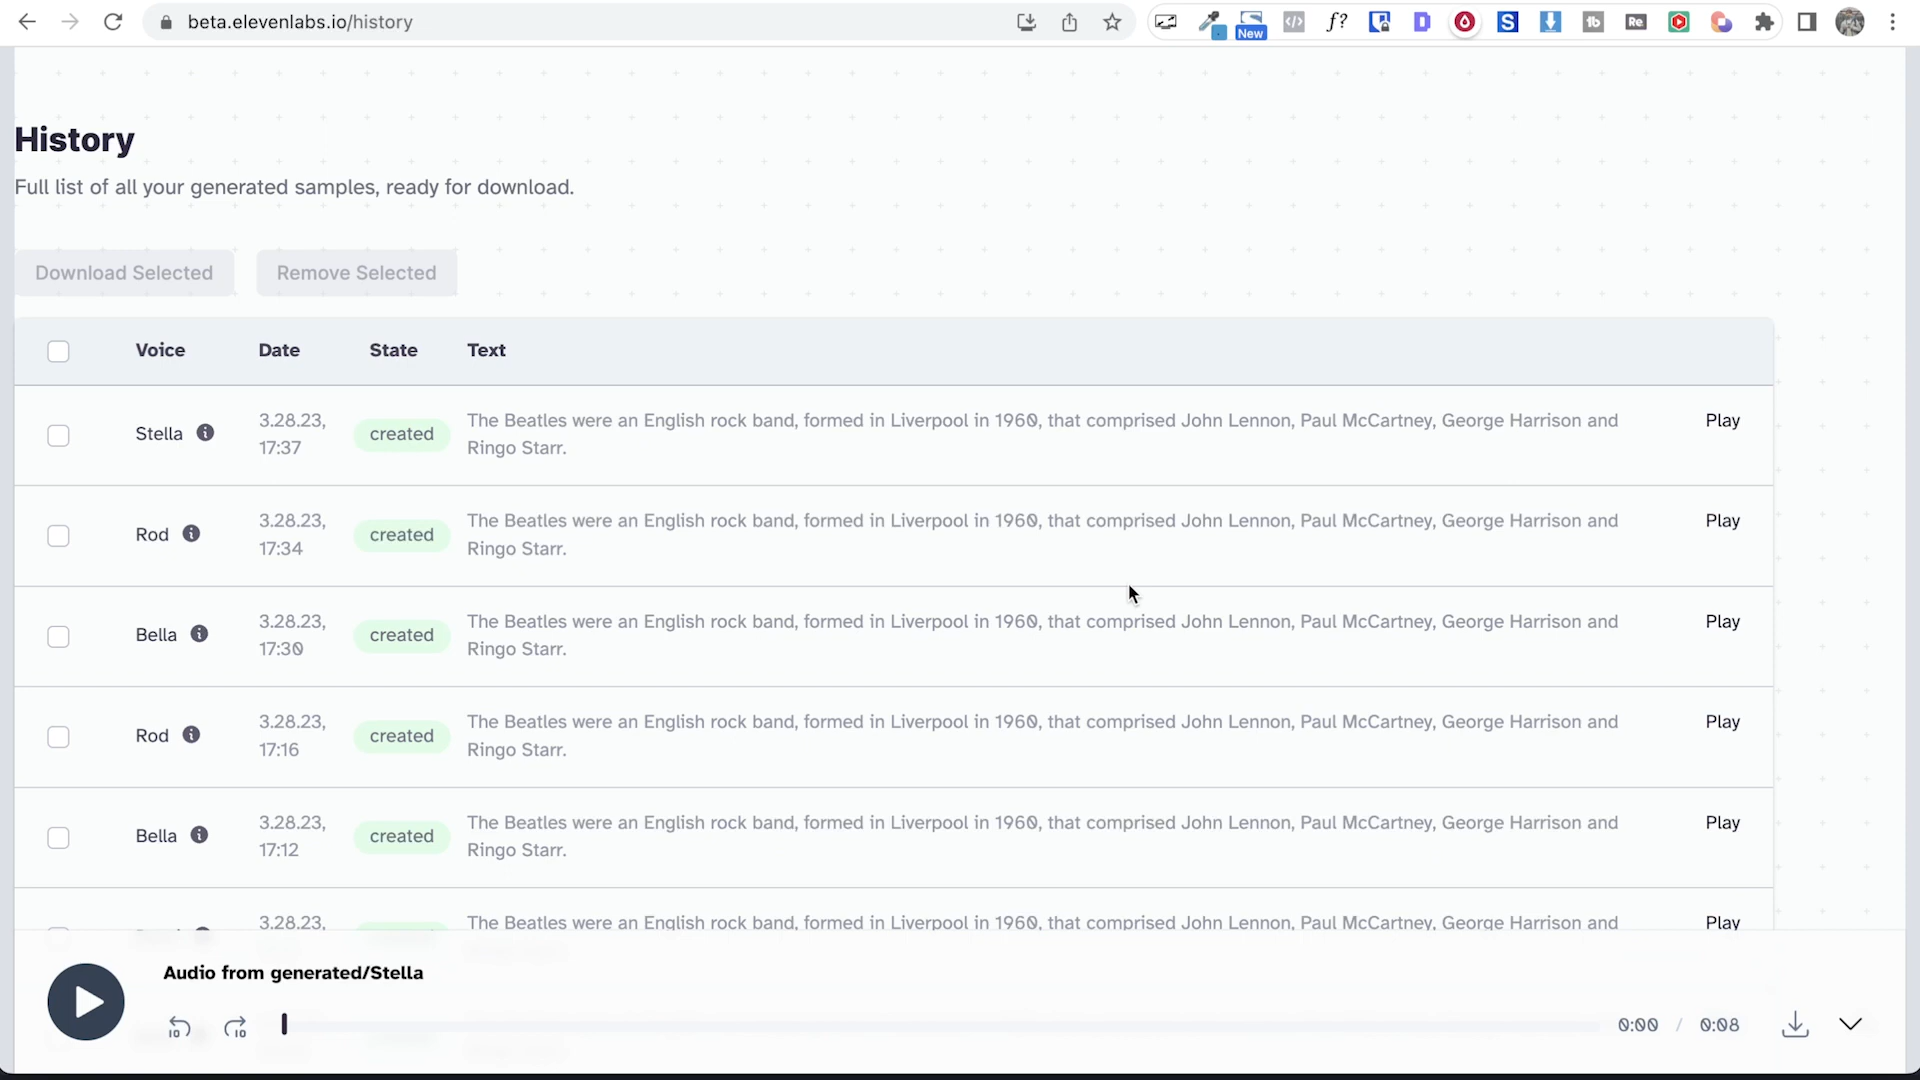 beta.elevenlabs.io/history
New
f?
D
S
tb
Re
History
Full list of all your generated samples, ready for download.
Download Selected Remove Selected
Voice Date State Text
Stella 3.28.23, 17:37 created The Beatles were an English rock band, formed in Liverpool in 1960, that comprised John Lennon, Paul McCartney, George Harrison and Play
Ringo Starr.
Rod 3.28.23, 17:34 created The Beatles were an English rock band, formed in Liverpool in 1960, that comprised John Lennon, Paul McCartney, George Harrison and Play
Ringo Starr.
Bella 3.28.23, 17:30 created The Beatles were an English rock band, formed in Liverpool in 1960, that comprised John Lennon, Paul McCartney, George Harrison and Play
Ringo Starr.
Rod 3.28.23, 17:16 created The Beatles were an English rock band, formed in Liverpool in 1960, that comprised John Lennon, Paul McCartney, George Harrison and Play
Ringo Starr.
Bella 3.28.23, 17:12 created The Beatles were an English rock band, formed in Liverpool in 1960, that comprised John Lennon, Paul McCartney, George Harrison and Play
Ringo Starr.
3.28.23, The Beatles were an English rock band, formed in Liverpool in 1960, that comprised John Lennon, Paul McCartney, George Harrison and Play
Audio from generated/Stella
10 10 0:00 / 0:08